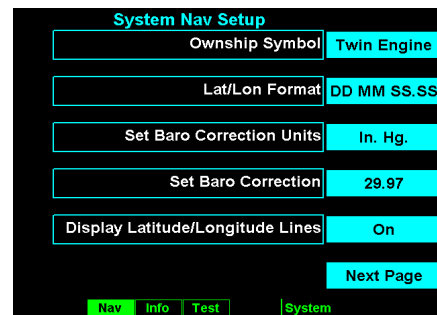 System Nav Setup
Ownship Symbol Twin Engine
Lat/Lon Format DD MM SS.SS
Set Baro Correction Units In. Hg.
Set Baro Correction 29.97
Display Latitude/Longitude Lines On
Next Page
Nav Info Test System